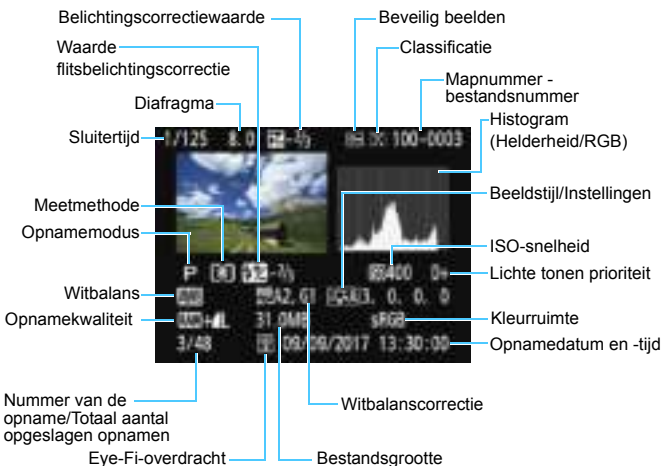 Belichtingscorrectiewaarde
Beveilig beelden
Waarde
flitsbelichtingscorrectie
Classificatie
Mapnummer -
bestandsnummer
Diafragma
Histogram
(Helderheid/RGB)
Sluitertijd
1/125 8.0 100-0003
Beeldstijl/Instellingen
Meetmethode
Opnamemodus
ISO-snelheid
P 400 D+
Lichte tonen prioriteit
Witbalans
A2, G1 3, 0, 0, 0
Opnamekwaliteit
RAW+L 31.0MB sRGB
Kleurruimte
3/48 09/09/2017 13:30:00
Opnamedatum en -tijd
Nummer van de
opname/Totaal aantal
opgeslagen opnamen
Witbalanscorrectie
Eye-Fi-overdracht
Bestandsgrootte